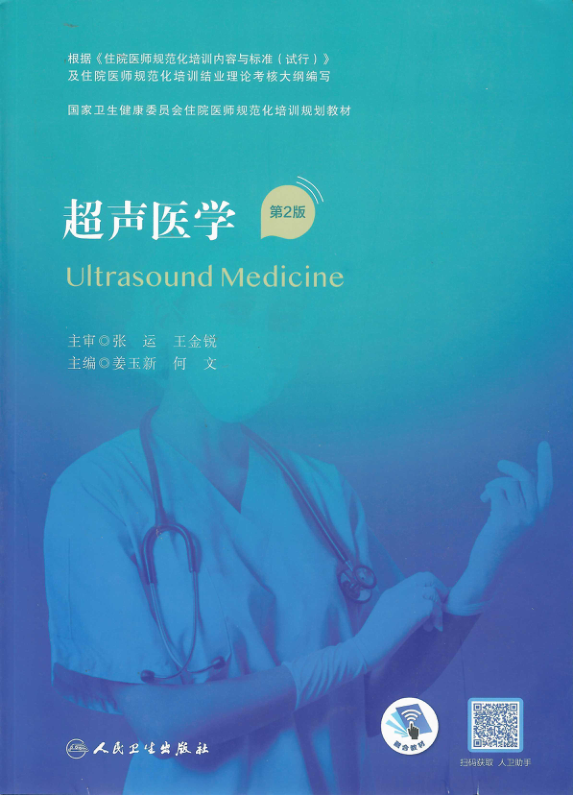 根据《住院医师规范化培训内容与标准（试行）》
及住院医师规范化培训结业理论考核大纲编写
国家卫生健康委员会住院医师规范化培训规划教材
超声医学 第2版
Ultrasound Medicine
主审◎张 运 王金锐
主编◎姜玉新 何 文
融合教材
人民卫生出版社
扫码获取 人卫助手